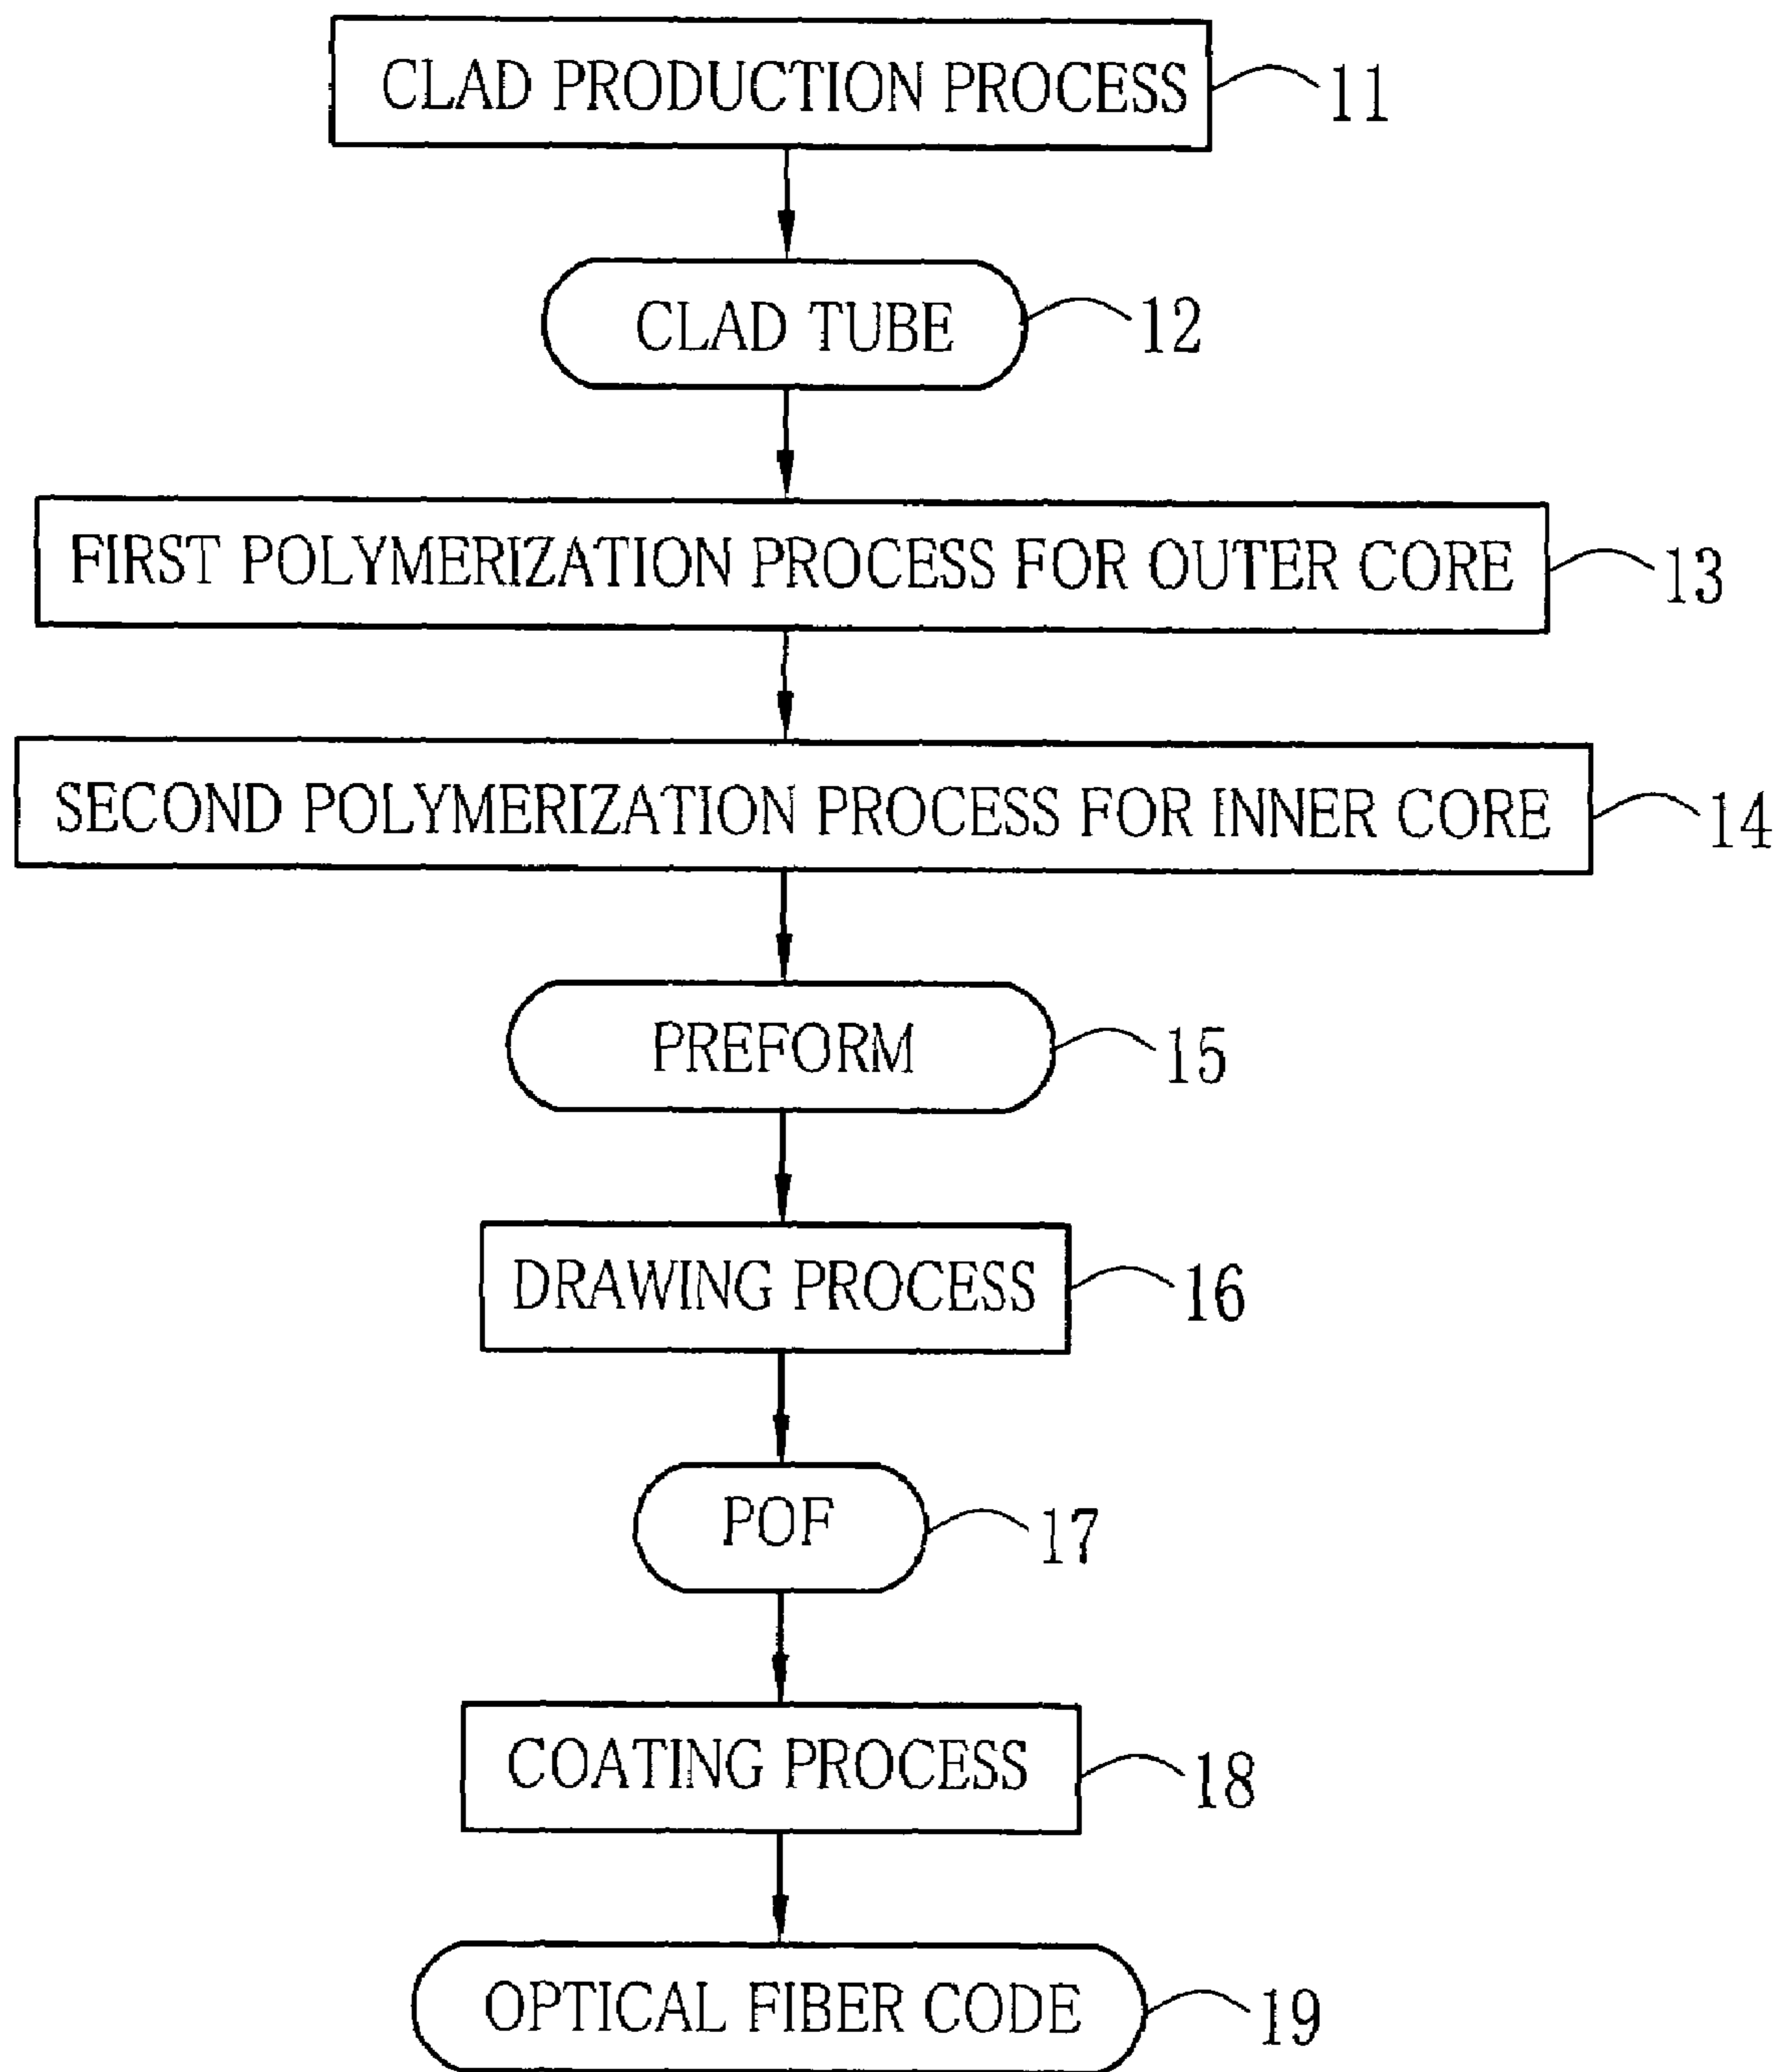 CLAD PRODUCTION PROCESS 11
CLAD TUBE 12
FIRST POLYMERIZATION PROCESS FOR OUTER CORE 13
SECOND POLYMERIZATION PROCESS FOR INNER CORE 14
PREFORM 15
DRAWING PROCESS 16
POF 17
COATING PROCESS 18
OPTICAL FIBER CODE 19